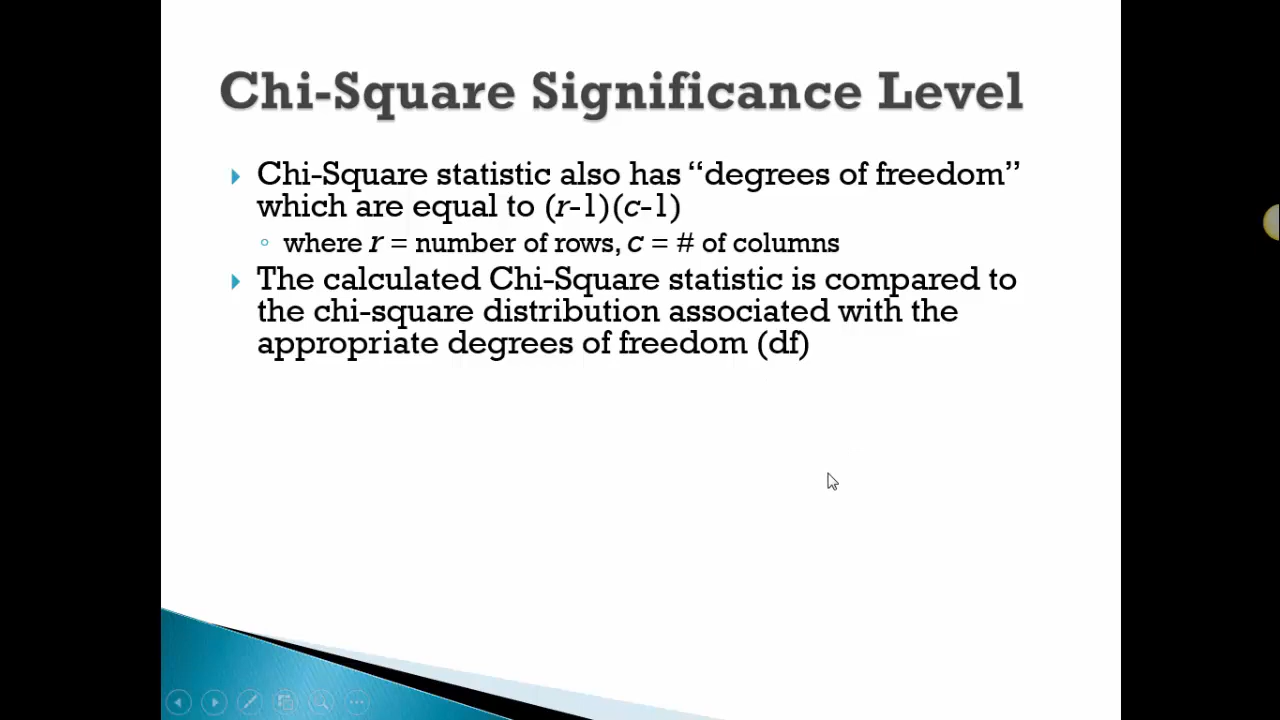 Chi-Square Significance Level
Chi-Square statistic also has “degrees of freedom”
which are equal to (r-1)(c-1)
where r = number of rows, c = # of columns
The calculated Chi-Square statistic is compared to
the chi-square distribution associated with the
appropriate degrees of freedom (df)